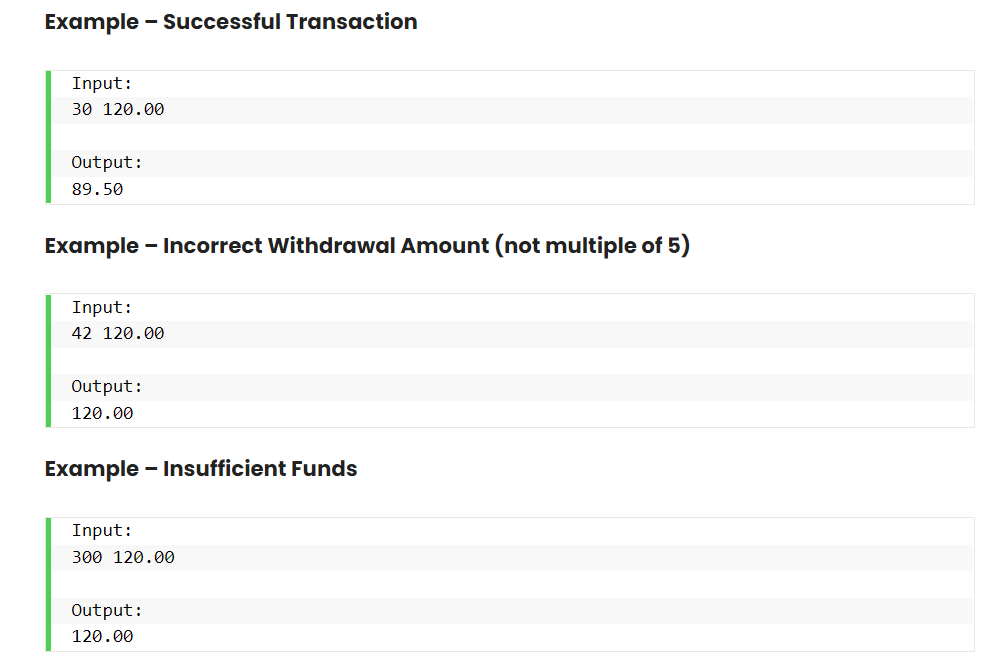 Example – Successful Transaction
Input:
30 120.00
Output:
89.50
Example – Incorrect Withdrawal Amount (not multiple of 5)
Input:
42 120.00
Output:
120.00
Example – Insufficient Funds
Input:
300 120.00
Output:
120.00